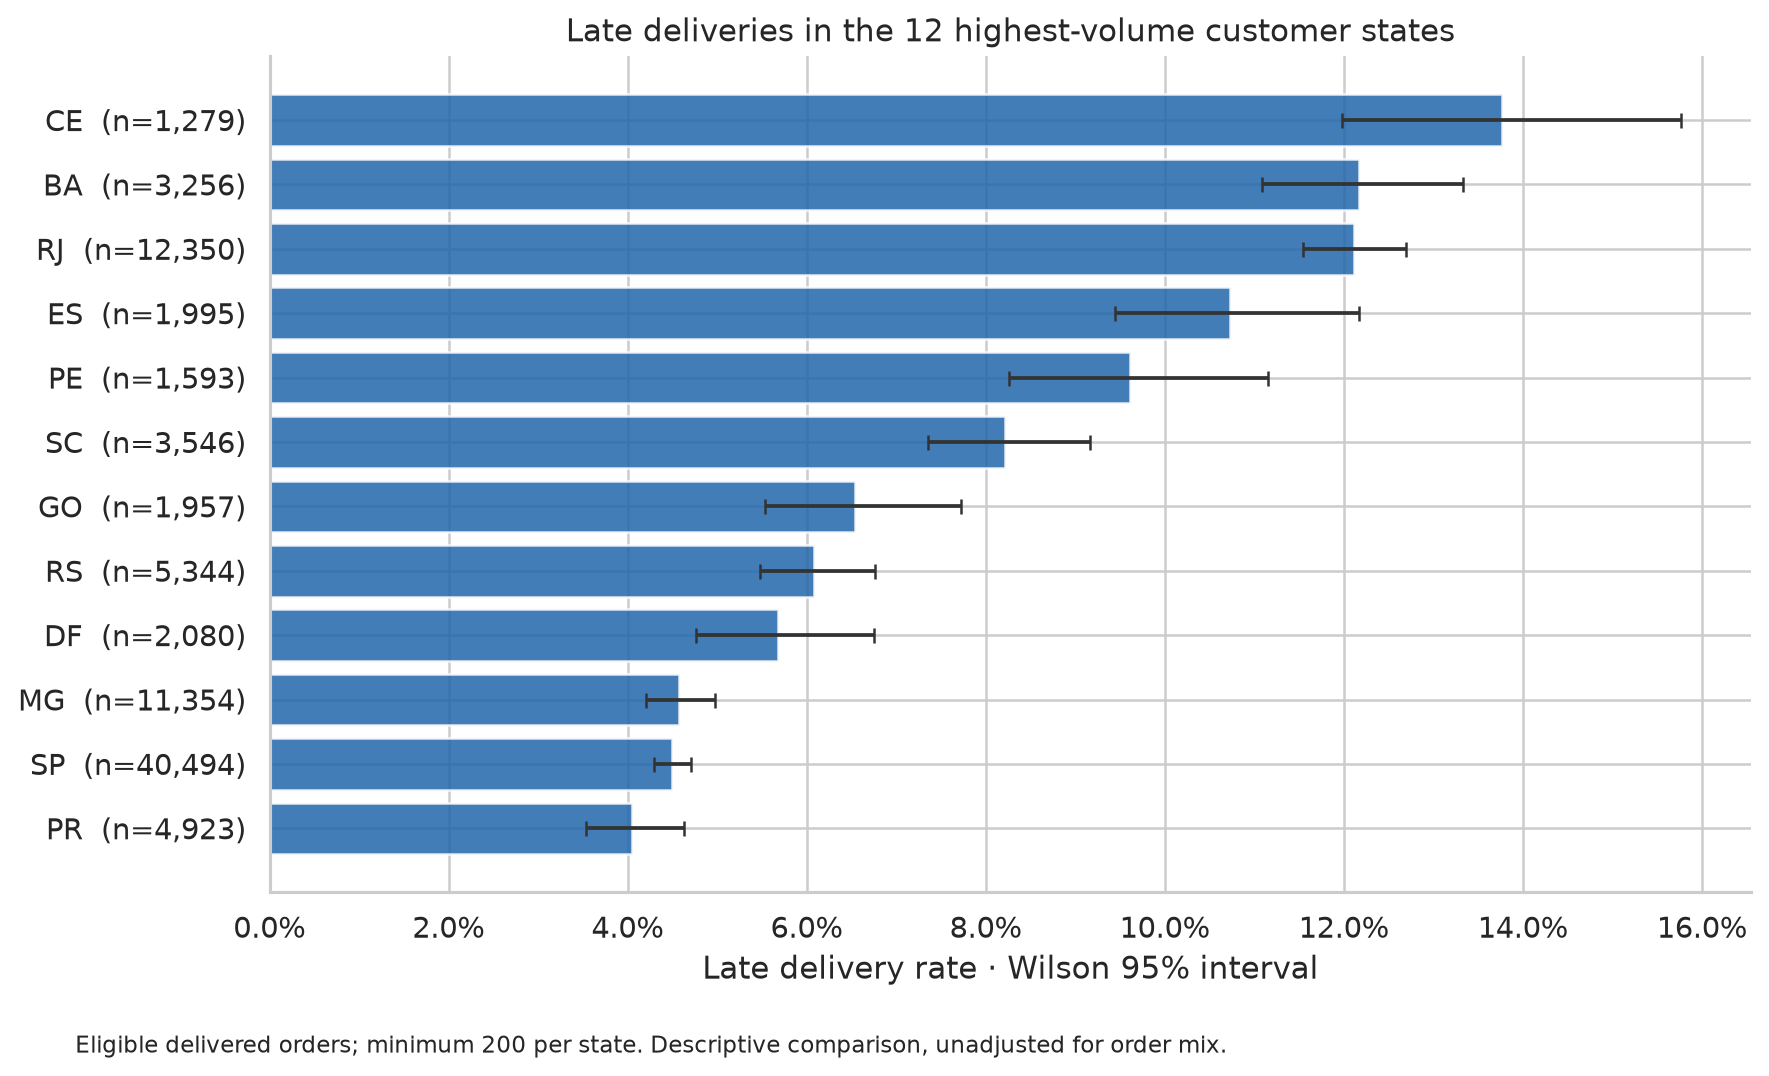 Late deliveries in the 12 highest-volume customer states
CE (n=1,279)
BA (n=3,256)
RJ (n=12,350)
ES (n=1,995)
PE (n=1,593)
SC (n=3,546)
GO (n=1,957)
RS (n=5,344)
DF (n=2,080)
MG (n=11,354)
SP (n=40,494)
PR (n=4,923)
0.0% 2.0% 4.0% 6.0% 8.0% 10.0% 12.0% 14.0% 16.0%
Late delivery rate · Wilson 95% interval
Eligible delivered orders; minimum 200 per state. Descriptive comparison, unadjusted for order mix.